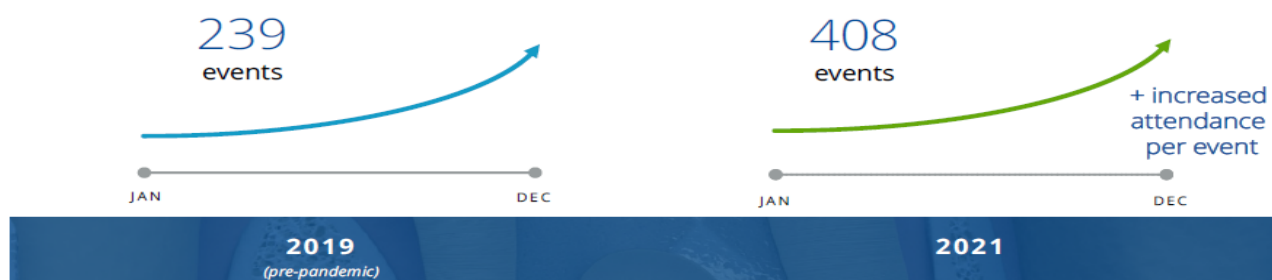 239
events
JAN
DEC
2019
(pre-pandemic)
408
events
+ increased
attendance
per event
JAN
DEC
2021